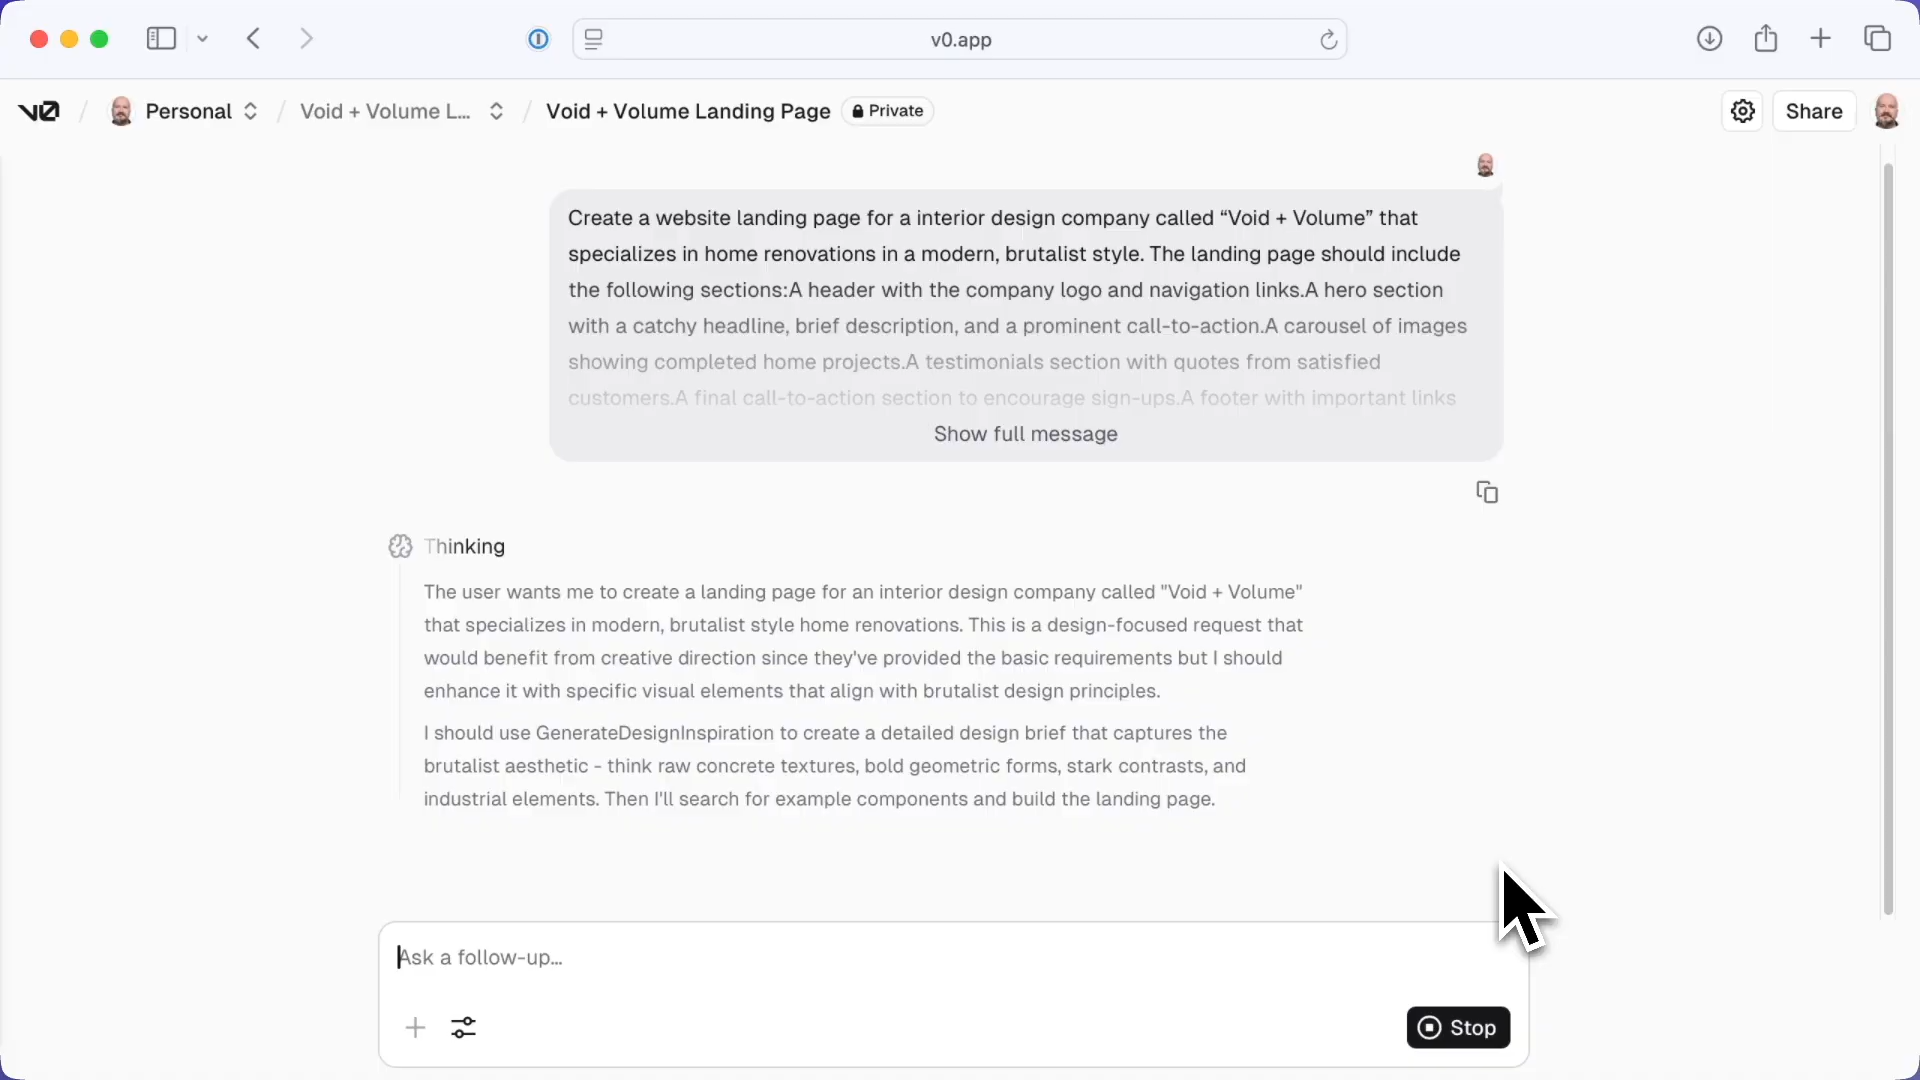 v0.app
v0 / Personal / Void + Volume L... / Void + Volume Landing Page Private Share
Create a website landing page for a interior design company called “Void + Volume” that
specializes in home renovations in a modern, brutalist style. The landing page should include
the following sections:A header with the company logo and navigation links.A hero section
with a catchy headline, brief description, and a prominent call-to-action.A carousel of images
showing completed home projects.A testimonials section with quotes from satisfied
customers.A final call-to-action section to encourage sign-ups.A footer with important links
Show full message
Thinking
The user wants me to create a landing page for an interior design company called "Void + Volume"
that specializes in modern, brutalist style home renovations. This is a design-focused request that
would benefit from creative direction since they've provided the basic requirements but I should
enhance it with specific visual elements that align with brutalist design principles.
I should use GenerateDesignInspiration to create a detailed design brief that captures the
brutalist aesthetic - think raw concrete textures, bold geometric forms, stark contrasts, and
industrial elements. Then I'll search for example components and build the landing page.
Ask a follow-up...
Stop